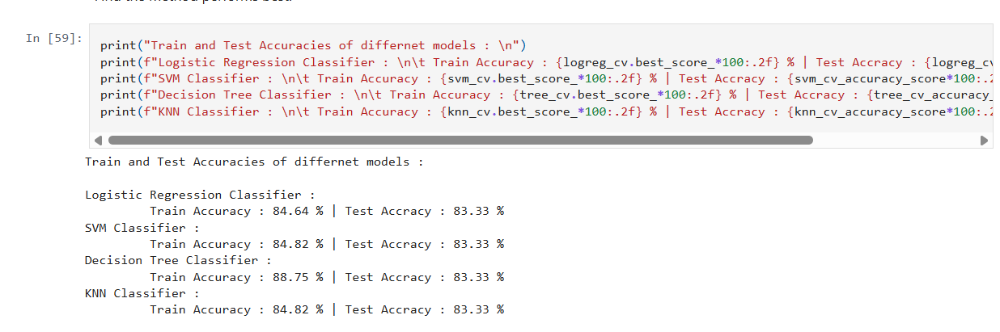 In [59]:
print("Train and Test Accuracies of differnet models : \n")
print(f"Logistic Regression Classifier : \n\t Train Accuracy : {logreg_cv.best_score_*100:.2f} % | Test Accracy : {logreg_cv
print(f"SVM Classifier : \n\t Train Accuracy : {svm_cv.best_score_*100:.2f} % | Test Accracy : {svm_cv_accuracy_score*100:.2
print(f"Decision Tree Classifier : \n\t Train Accuracy : {tree_cv.best_score_*100:.2f} % | Test Accracy : {tree_cv_accuracy_
print(f"KNN Classifier : \n\t Train Accuracy : {knn_cv.best_score_*100:.2f} % | Test Accracy : {knn_cv_accuracy_score*100:.2
Train and Test Accuracies of differnet models :
Logistic Regression Classifier :
Train Accuracy : 84.64 % | Test Accracy : 83.33 %
SVM Classifier :
Train Accuracy : 84.82 % | Test Accracy : 83.33 %
Decision Tree Classifier :
Train Accuracy : 88.75 % | Test Accracy : 83.33 %
KNN Classifier :
Train Accuracy : 84.82 % | Test Accracy : 83.33 %